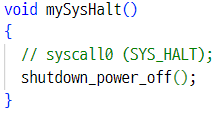 void mySysHalt()
{
  // syscall0 (SYS_HALT);
  shutdown_power_off();
}